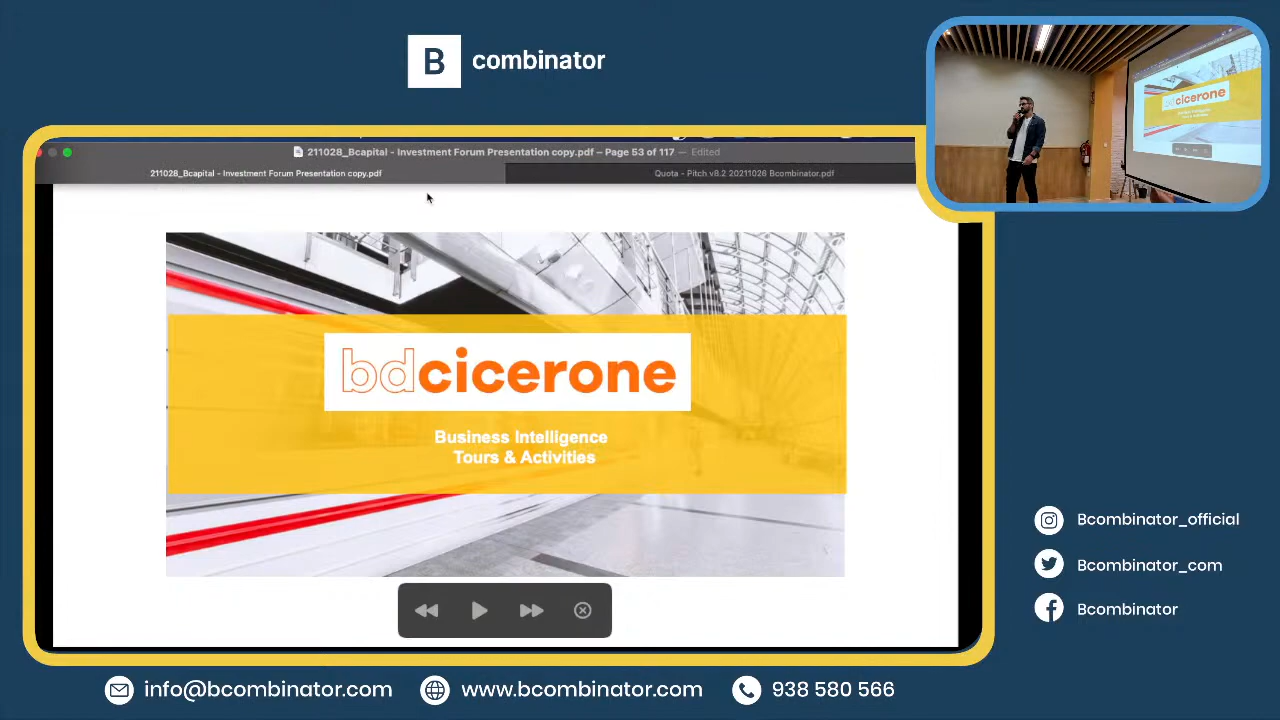 B combinator
211028_Bcapital - Investment Forum Presentation copy.pdf – Page 53 of 117 — Edited
211028_Bcapital - Investment Forum Presentation copy.pdf
Quota - Pitch v8.2 20211026 Bcombinator.pdf
bdcicerone
Business Intelligence
Tours & Activities
bdcicerone
Bcombinator_official
Bcombinator_com
Bcombinator
info@bcombinator.com
www.bcombinator.com
938 580 566